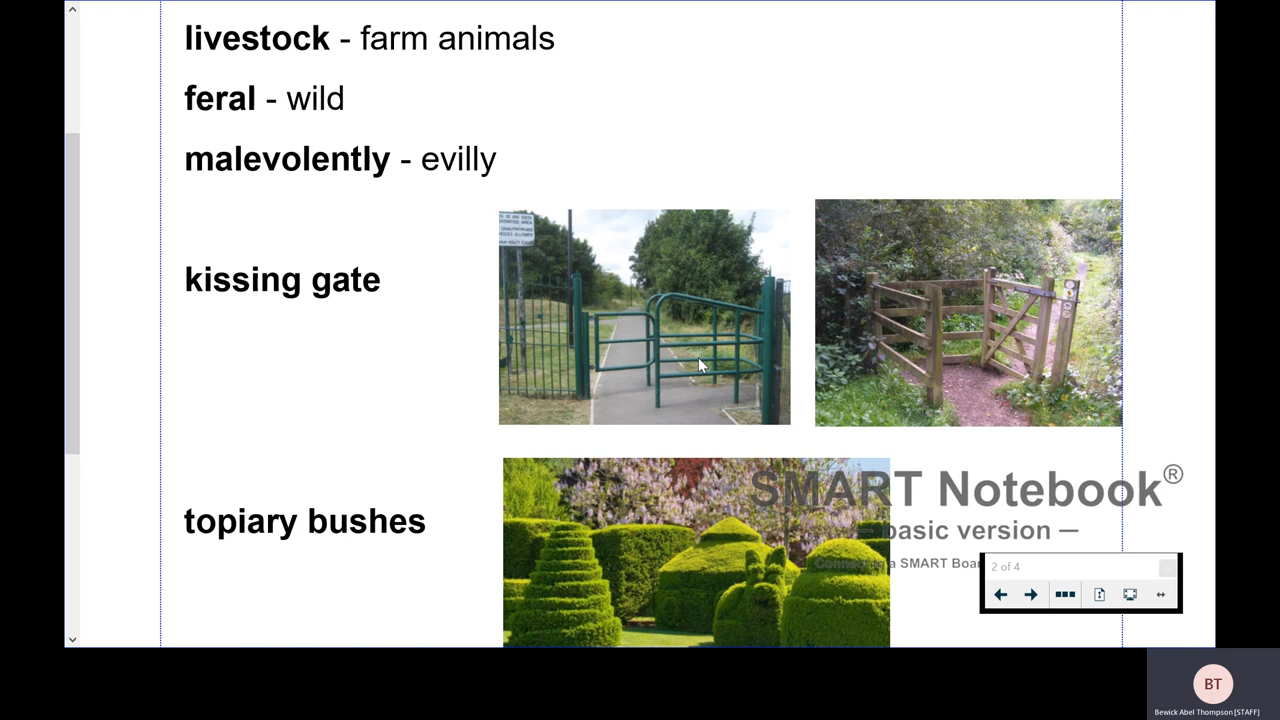 livestock - farm animals
feral - wild
malevolently - evilly
kissing gate
topiary bushes
SMART Notebook®
— basic version —
a SMART Boar
2 of 4
BT
Bewick Abel Thompson [STAFF]